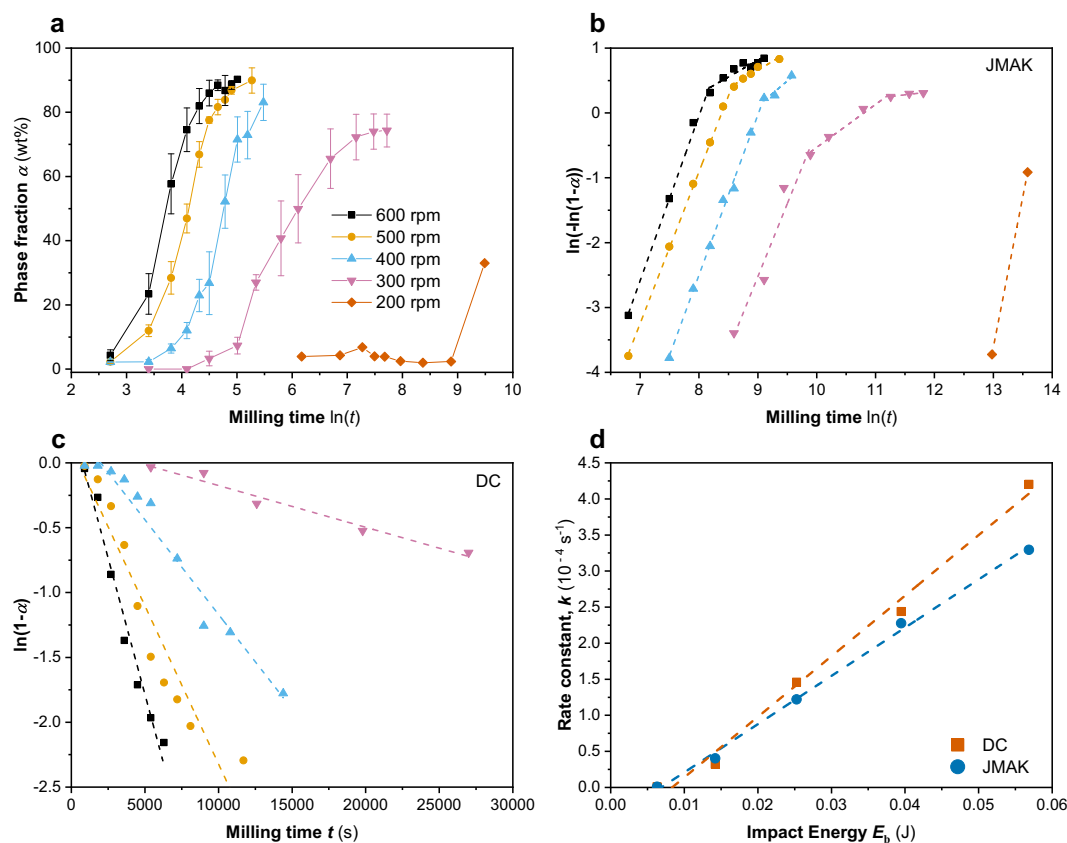 a
100
80
60
40
20
0
Phase fraction α (wt%)
600 rpm
500 rpm
400 rpm
300 rpm
200 rpm
2 3 4 5 6 7 8 9 10
Milling time ln(t)
b
JMAK
1
0
-1
-2
-3
-4
ln(-ln(1-α))
7 8 9 10 11 12 13 14
Milling time ln(t)
c
DC
0.0
-0.5
-1.0
-1.5
-2.0
-2.5
ln(1-α)
0 5000 10000 15000 20000 25000 30000
Milling time t (s)
d
4.5
4.0
3.5
3.0
2.5
2.0
1.5
1.0
0.5
0.0
Rate constant, k (10⁻⁴ s⁻¹)
DC
JMAK
0.00 0.01 0.02 0.03 0.04 0.05 0.06
Impact Energy E_b (J)